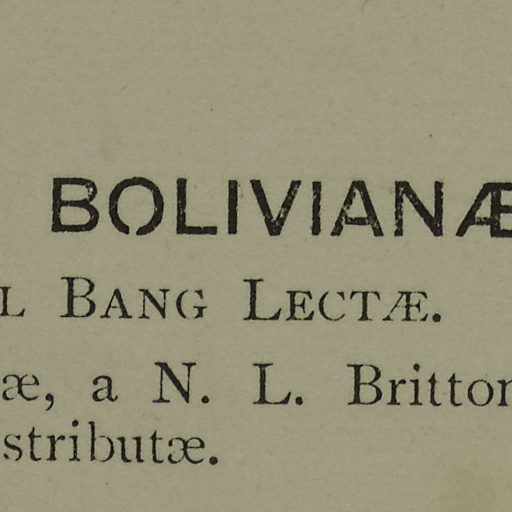 BOLIVIANÆ
L BANG LECTÆ.
æ, a N. L. Britton
stributæ.